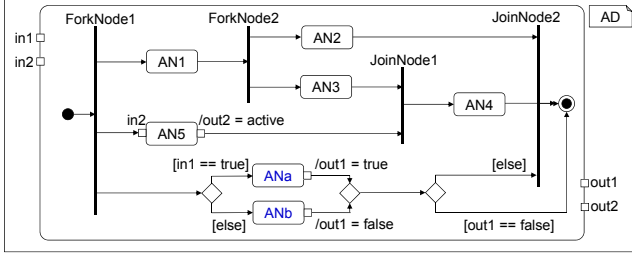 ForkNode1
ForkNode2
JoinNode2
AD
in1
AN2
in2
AN1
JoinNode1
AN3
AN4
in2
/out2 = active
AN5
[in1 == true]
/out1 = true
[else]
ANa
out1
ANb
out2
[else]
/out1 = false
[out1 == false]